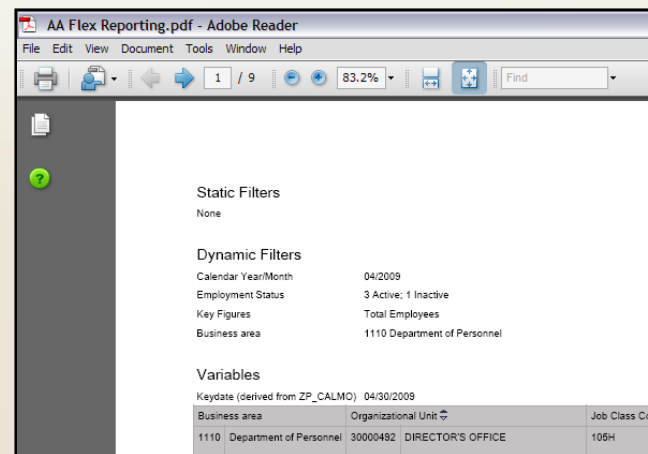 AA Flex Reporting.pdf - Adobe Reader
File Edit View Document Tools Window Help
1 / 9 83.2% Find
Static Filters
None
Dynamic Filters
Calendar Year/Month 04/2009
Employment Status 3 Active; 1 Inactive
Key Figures Total Employees
Business area 1110 Department of Personnel
Variables
Keydate (derived from ZP_CALMO) 04/30/2009
Business area Organizational Unit Job Class Co
1110 Department of Personnel 30000492 DIRECTOR'S OFFICE 105H